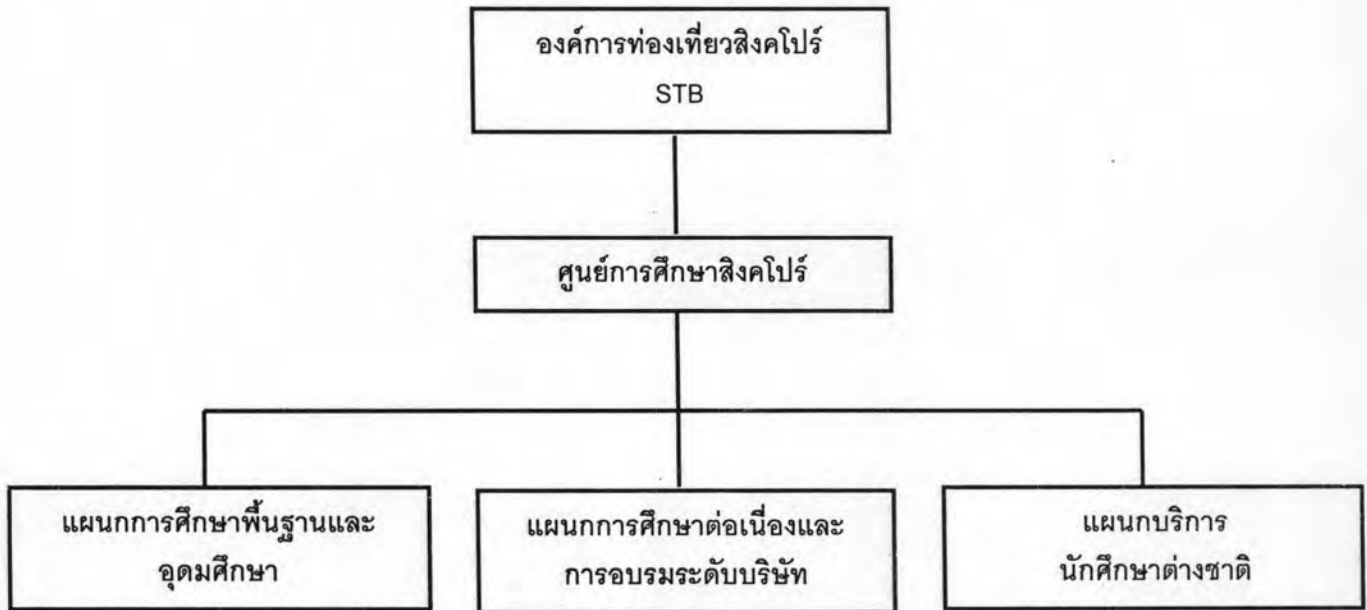 องค์การท่องเที่ยวสิงคโปร์
STB
ศูนย์การศึกษาสิงคโปร์
แผนกการศึกษาพื้นฐานและ
อุดมศึกษา
แผนกการศึกษาต่อเนื่องและ
การอบรมระดับบริษัท
แผนกบริการ
นักศึกษาต่างชาติ